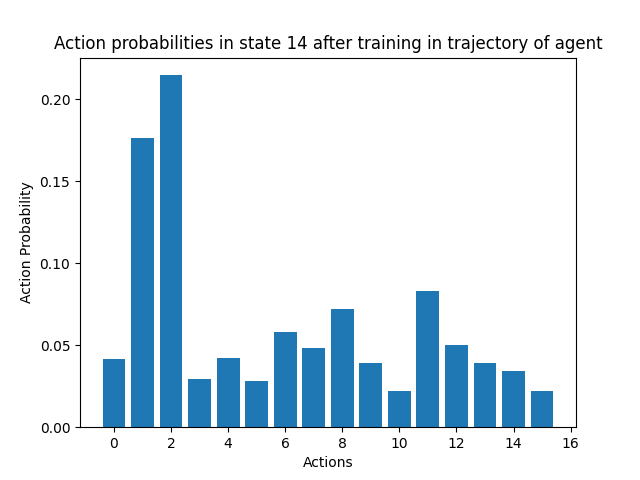 Action probabilities in state 14 after training in trajectory of agent
0.20
0.15
0.10
0.05
0.00
Action Probability
0 2 4 6 8 10 12 14 16
Actions